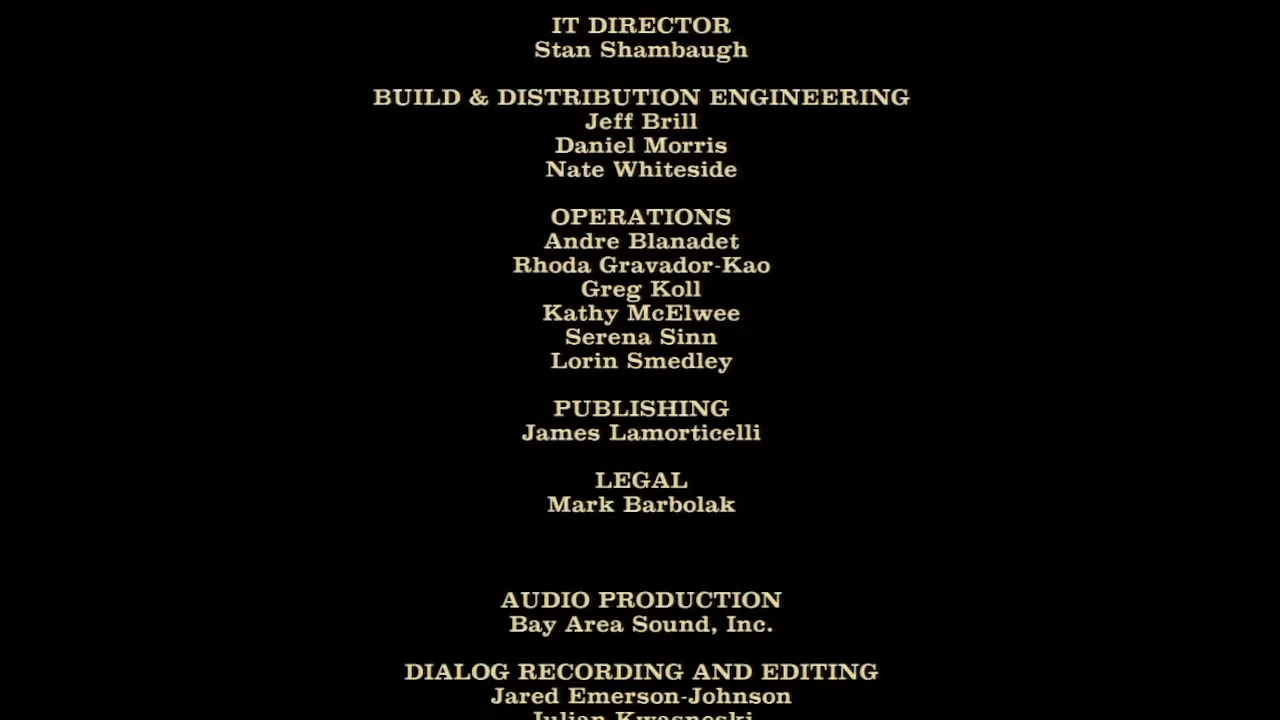 IT DIRECTOR
Stan Shambaugh
BUILD & DISTRIBUTION ENGINEERING
Jeff Brill
Daniel Morris
Nate Whiteside
OPERATIONS
Andre Blanadet
Rhoda Gravador-Kao
Greg Koll
Kathy McElwee
Serena Sinn
Lorin Smedley
PUBLISHING
James Lamorticelli
LEGAL
Mark Barbolak
AUDIO PRODUCTION
Bay Area Sound, Inc.
DIALOG RECORDING AND EDITING
Jared Emerson-Johnson
Julian Kwasneski